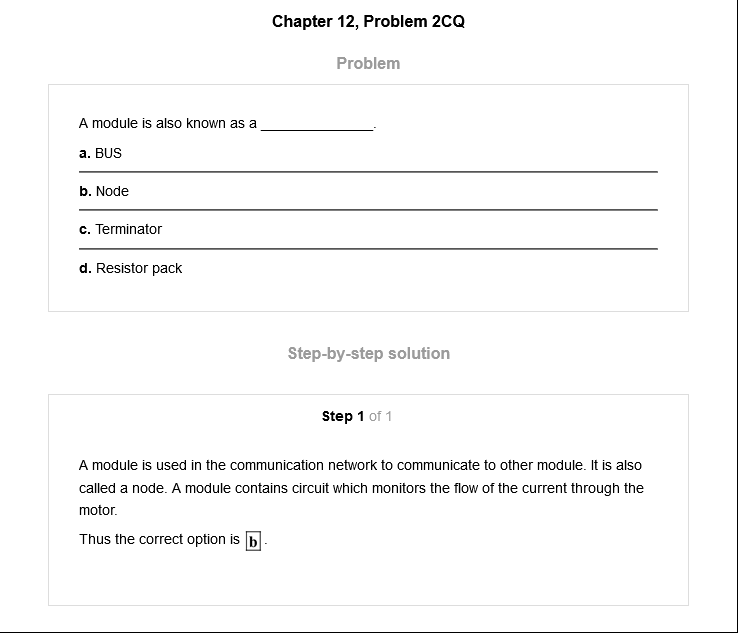 Chapter 12, Problem 2CQ
Problem
A module is also known as a ______________.
a. BUS
b. Node
c. Terminator
d. Resistor pack
Step-by-step solution
Step 1 of 1
A module is used in the communication network to communicate to other module. It is also
called a node. A module contains circuit which monitors the flow of the current through the
motor.
Thus the correct option is b .